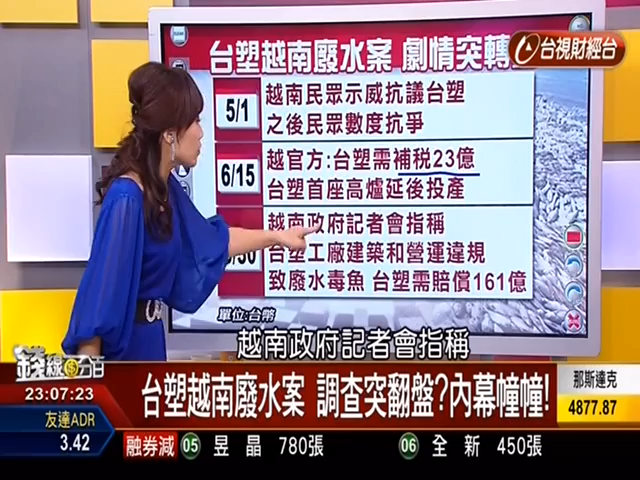 台塑越南廢水案 劇情突轉
台視財經台
5/1
越南民眾示威抗議台塑
之後民眾數度抗爭
6/15
越官方:台塑需補税23億
台塑首座高爐延後投產
越南政府記者會指稱
台塑工廠建築和營運違規
致廢水毒魚 台塑需賠償161億
單位:台幣
越南政府記者會指稱
錢線百分百
23:07:23
台塑越南廢水案 調查突翻盤?內幕幢幢!
那斯達克
4877.87
友達ADR
3.42
融券減 05 昱晶 780張 06 全新 450張